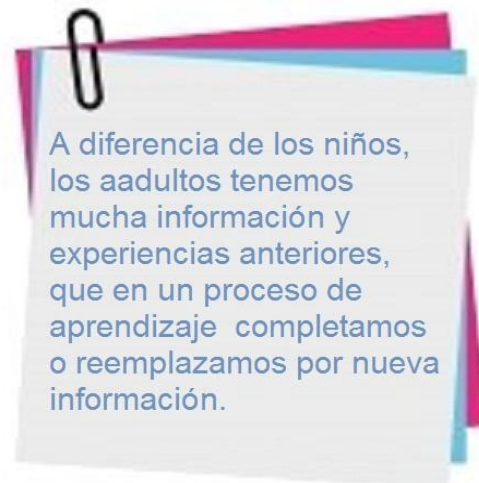 A diferencia de los niños,
los aadultos tenemos
mucha información y
experiencias anteriores,
que en un proceso de
aprendizaje  completamos
o reemplazamos por nueva
información.